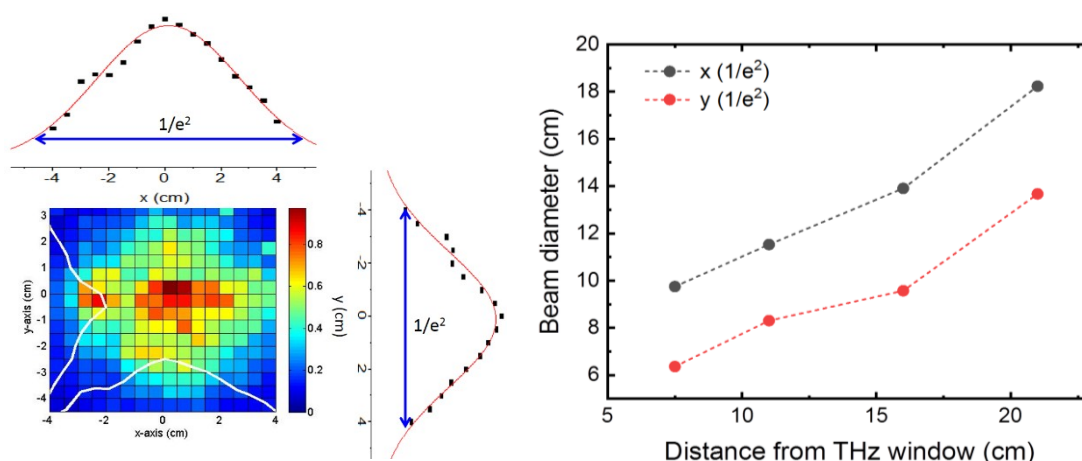 1/e²
-4 -2 0 2 4
x (cm)
3
2
1
0
-1
-2
-3
-4
y-axis (cm)
-4 -2 0 2 4
x-axis (cm)
0.8
0.6
0.4
0.2
0
-4
-2
0
2
4
y (cm)
1/e²
20
18
16
14
12
10
8
6
Beam diameter (cm)
x (1/e²)
y (1/e²)
5 10 15 20
Distance from THz window (cm)